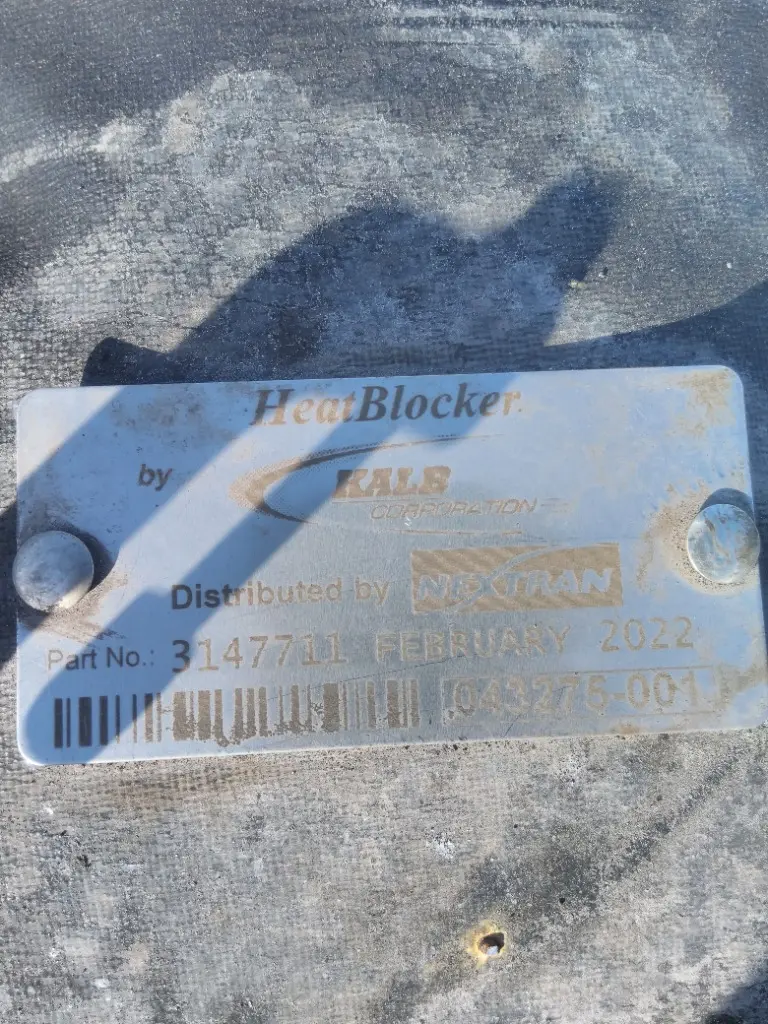 HeatBlocker
by KALB
CORPORATION
Distributed by NEXTRAN
Part No.: 3147711 FEBRUARY 2022
043276-001